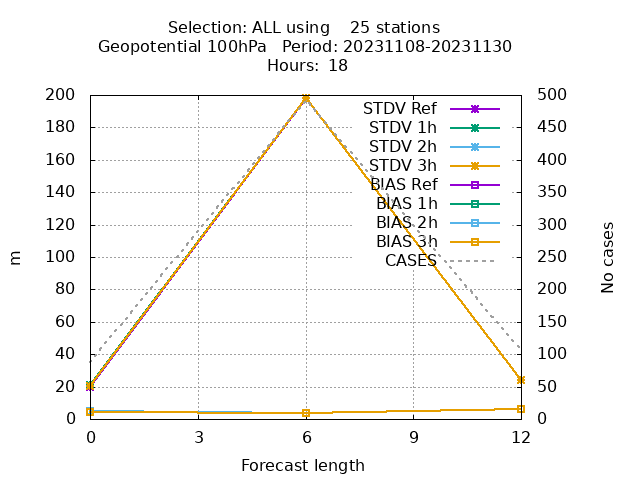 Selection: ALL using    25 stations
Geopotential 100hPa   Period: 20231108-20231130
Hours:  18
200
180
160
140
120
100
80
60
40
20
0
m
500
450
400
350
300
250
200
150
100
50
0
No cases
STDV Ref
STDV 1h
STDV 2h
STDV 3h
BIAS Ref
BIAS 1h
BIAS 2h
BIAS 3h
CASES
0 3 6 9 12
Forecast length